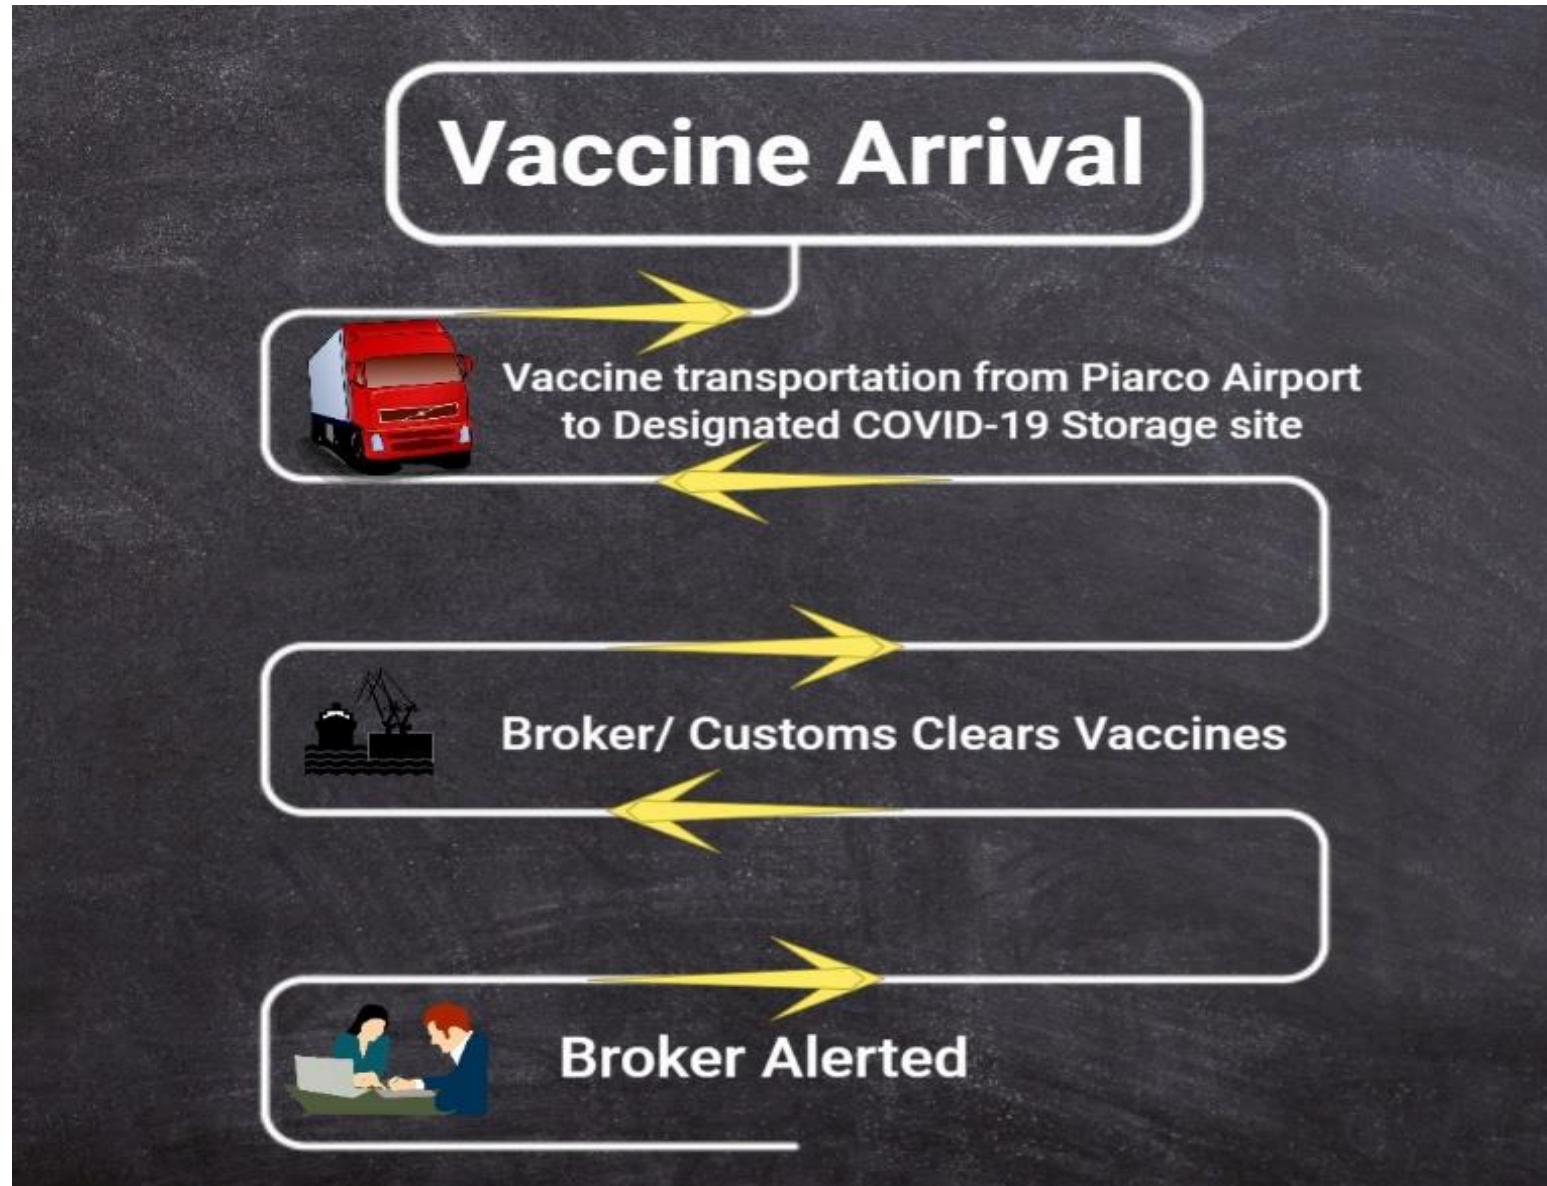 Vaccine Arrival
Vaccine transportation from Piarco Airport
to Designated COVID-19 Storage site
Broker/ Customs Clears Vaccines
Broker Alerted